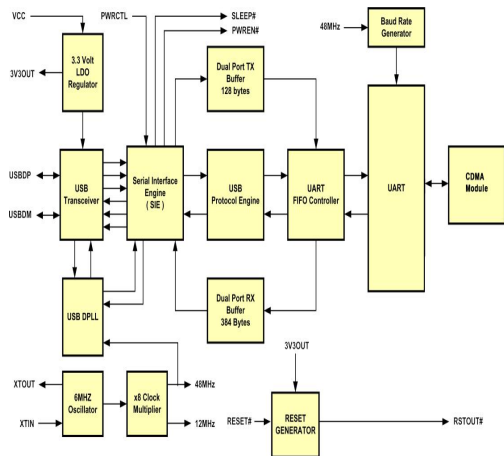 VCC
PWRCTL
SLEEP#
PWREN#
48MHz
Baud Rate
Generator
3.3 Volt
LDO
Regulator
3V3OUT
Dual Port TX
Buffer
128 bytes
USBDP
USBDM
USB
Transceiver
Serial Interface
Engine
( SIE )
USB
Protocol Engine
UART
FIFO Controller
UART
CDMA
Module
USB DPLL
Dual Port RX
Buffer
384 Bytes
XTOUT
XTIN
6MHZ
Oscillator
x8 Clock
Multiplier
48MHz
12MHz
3V3OUT
RESET#
RESET
GENERATOR
RSTOUT#